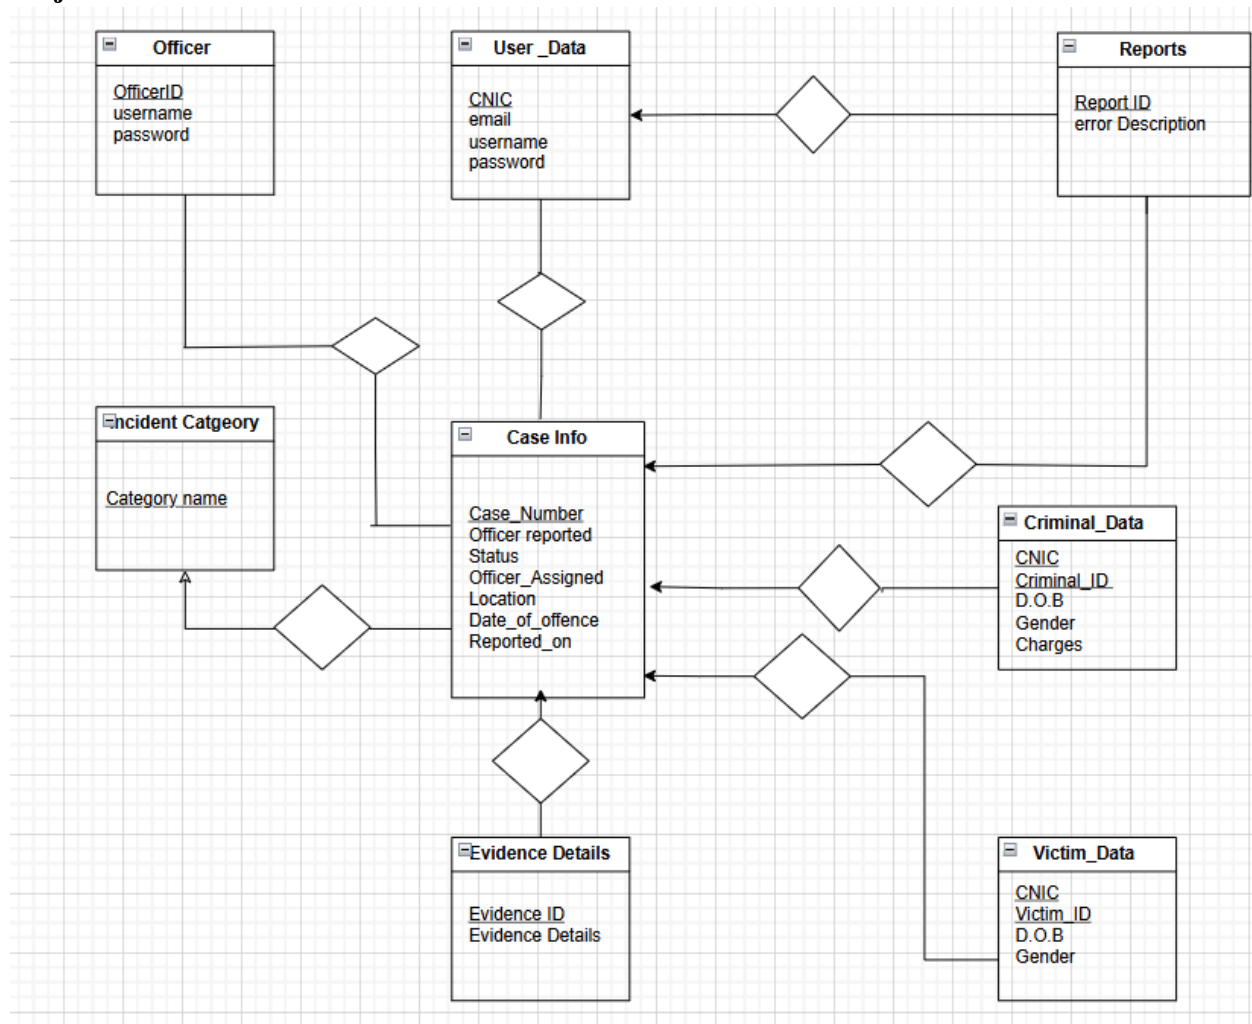 Officer
OfficerID
username
password
User _Data
CNIC
email
username
password
Reports
Report ID
error Description
Incident Catgeory
Category name
Case Info
Case_Number
Officer reported
Status
Officer_Assigned
Location
Date_of_offence
Reported_on
Criminal_Data
CNIC
Criminal_ID
D.O.B
Gender
Charges
Evidence Details
Evidence ID
Evidence Details
Victim_Data
CNIC
Victim_ID
D.O.B
Gender